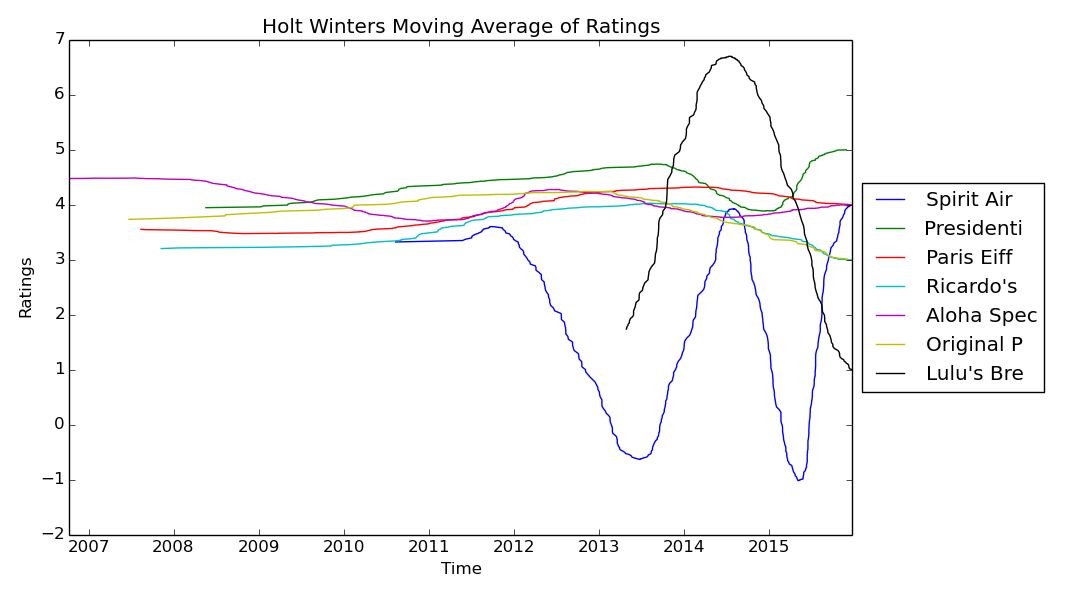 Holt Winters Moving Average of Ratings
7
6
5
4
3
2
1
0
−1
−2
Ratings
2007 2008 2009 2010 2011 2012 2013 2014 2015
Time
Spirit Air
Presidenti
Paris Eiff
Ricardo's
Aloha Spec
Original P
Lulu's Bre